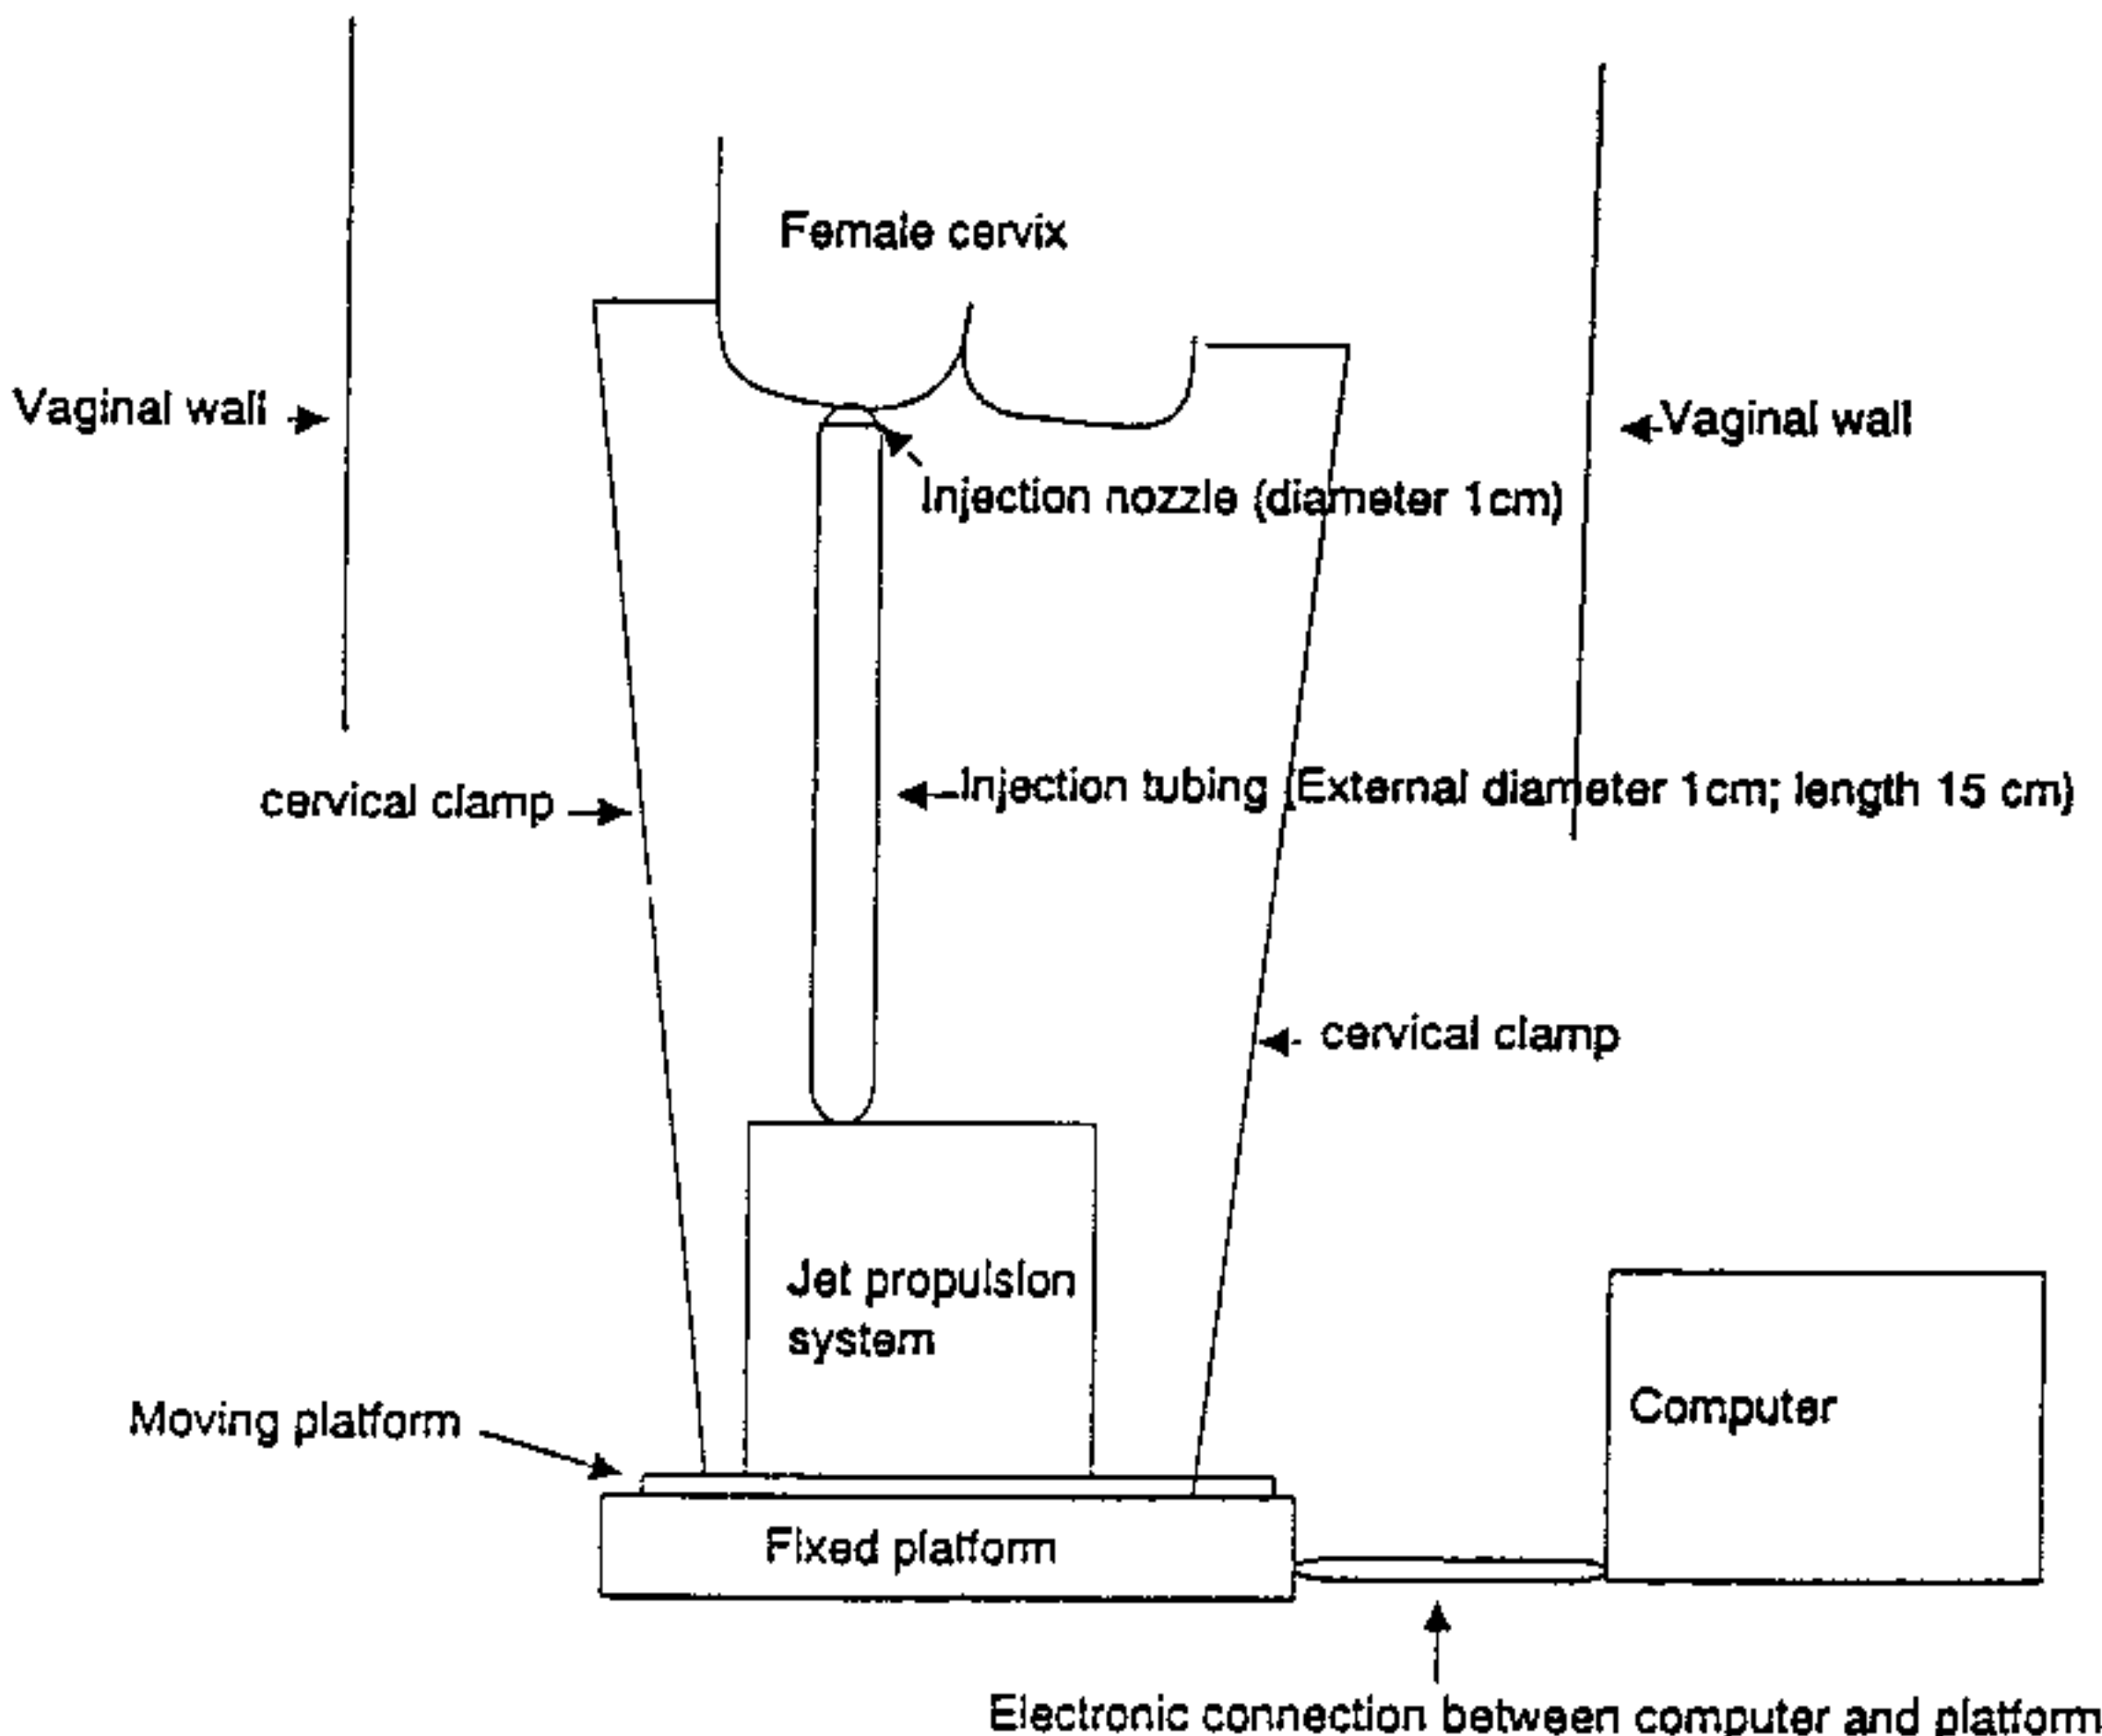 Female cervix
Vaginal wall
Vaginal wall
Injection nozzle (diameter 1cm)
cervical clamp
Injection tubing (External diameter 1cm; length 15 cm)
cervical clamp
Jet propulsion
system
Moving platform
Computer
Fixed platform
Electronic connection between computer and platform